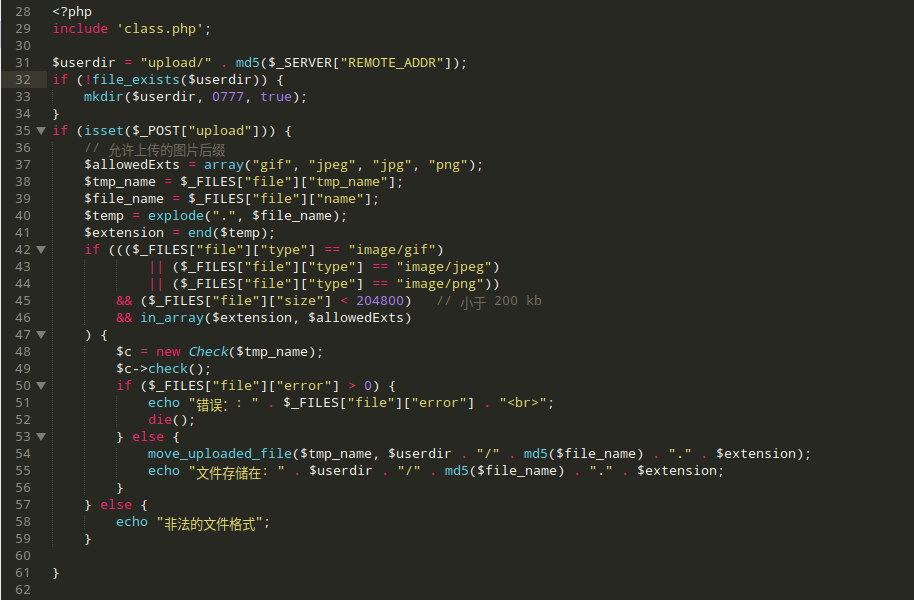 28 <?php
29 include 'class.php';
30
31 $userdir = "upload/" . md5($_SERVER["REMOTE_ADDR"]);
32 if (!file_exists($userdir)) {
33     mkdir($userdir, 0777, true);
34 }
35 if (isset($_POST["upload"])) {
36     // 允许上传的图片后缀
37     $allowedExts = array("gif", "jpeg", "jpg", "png");
38     $tmp_name = $_FILES["file"]["tmp_name"];
39     $file_name = $_FILES["file"]["name"];
40     $temp = explode(".", $file_name);
41     $extension = end($temp);
42     if ((($_FILES["file"]["type"] == "image/gif")
43             || ($_FILES["file"]["type"] == "image/jpeg")
44             || ($_FILES["file"]["type"] == "image/png"))
45         && ($_FILES["file"]["size"] < 204800)   // 小于 200 kb
46         && in_array($extension, $allowedExts)
47     ) {
48         $c = new Check($tmp_name);
49         $c->check();
50         if ($_FILES["file"]["error"] > 0) {
51             echo "错误：: " . $_FILES["file"]["error"] . "<br>";
52             die();
53         } else {
54             move_uploaded_file($tmp_name, $userdir . "/" . md5($file_name) . "." . $extension);
55             echo "文件存储在: " . $userdir . "/" . md5($file_name) . "." . $extension;
56         }
57     } else {
58         echo "非法的文件格式";
59     }
60
61 }
62